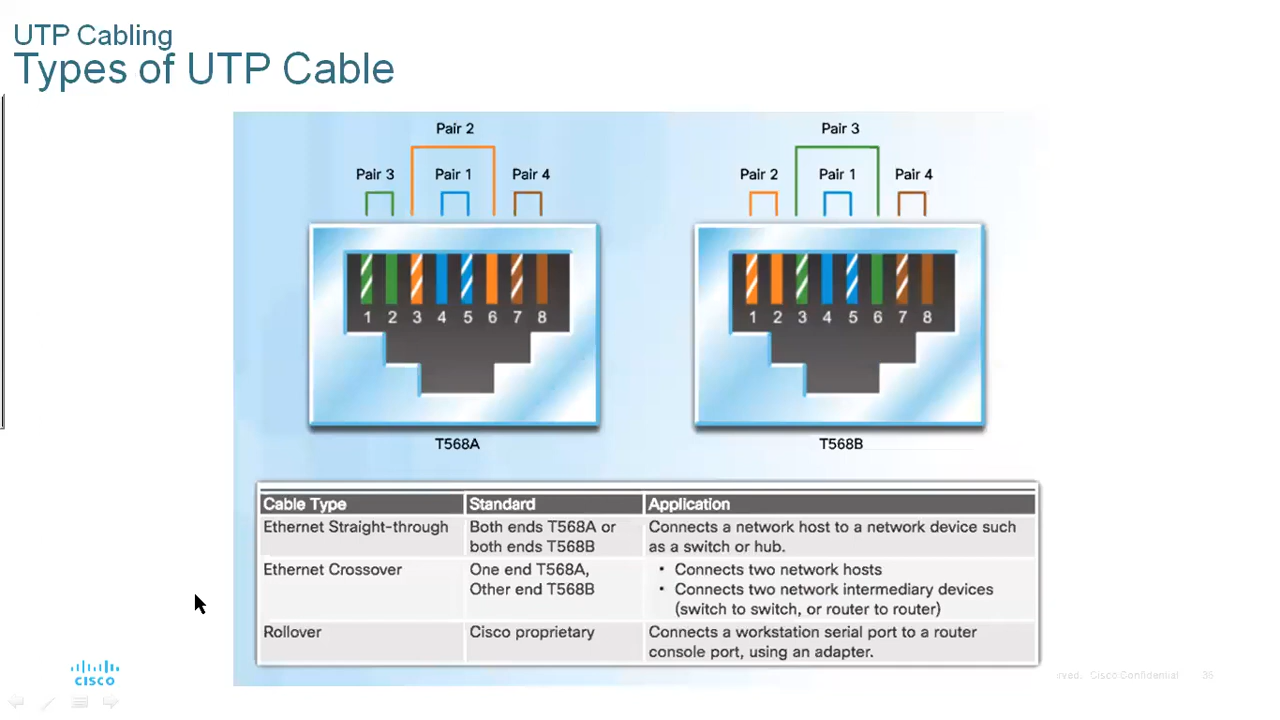 UTP Cabling
Types of UTP Cable
Pair 2
Pair 3 Pair 1 Pair 4
1 2 3 4 5 6 7 8
T568A
Pair 3
Pair 2 Pair 1 Pair 4
1 2 3 4 5 6 7 8
T568B
Cable Type Standard Application
Ethernet Straight-through Both ends T568A or Connects a network host to a network device such
both ends T568B as a switch or hub.
Ethernet Crossover One end T568A, • Connects two network hosts
Other end T568B • Connects two network intermediary devices
(switch to switch, or router to router)
Rollover Cisco proprietary Connects a workstation serial port to a router
console port, using an adapter.
CISCO
rved. Cisco Confidential 36